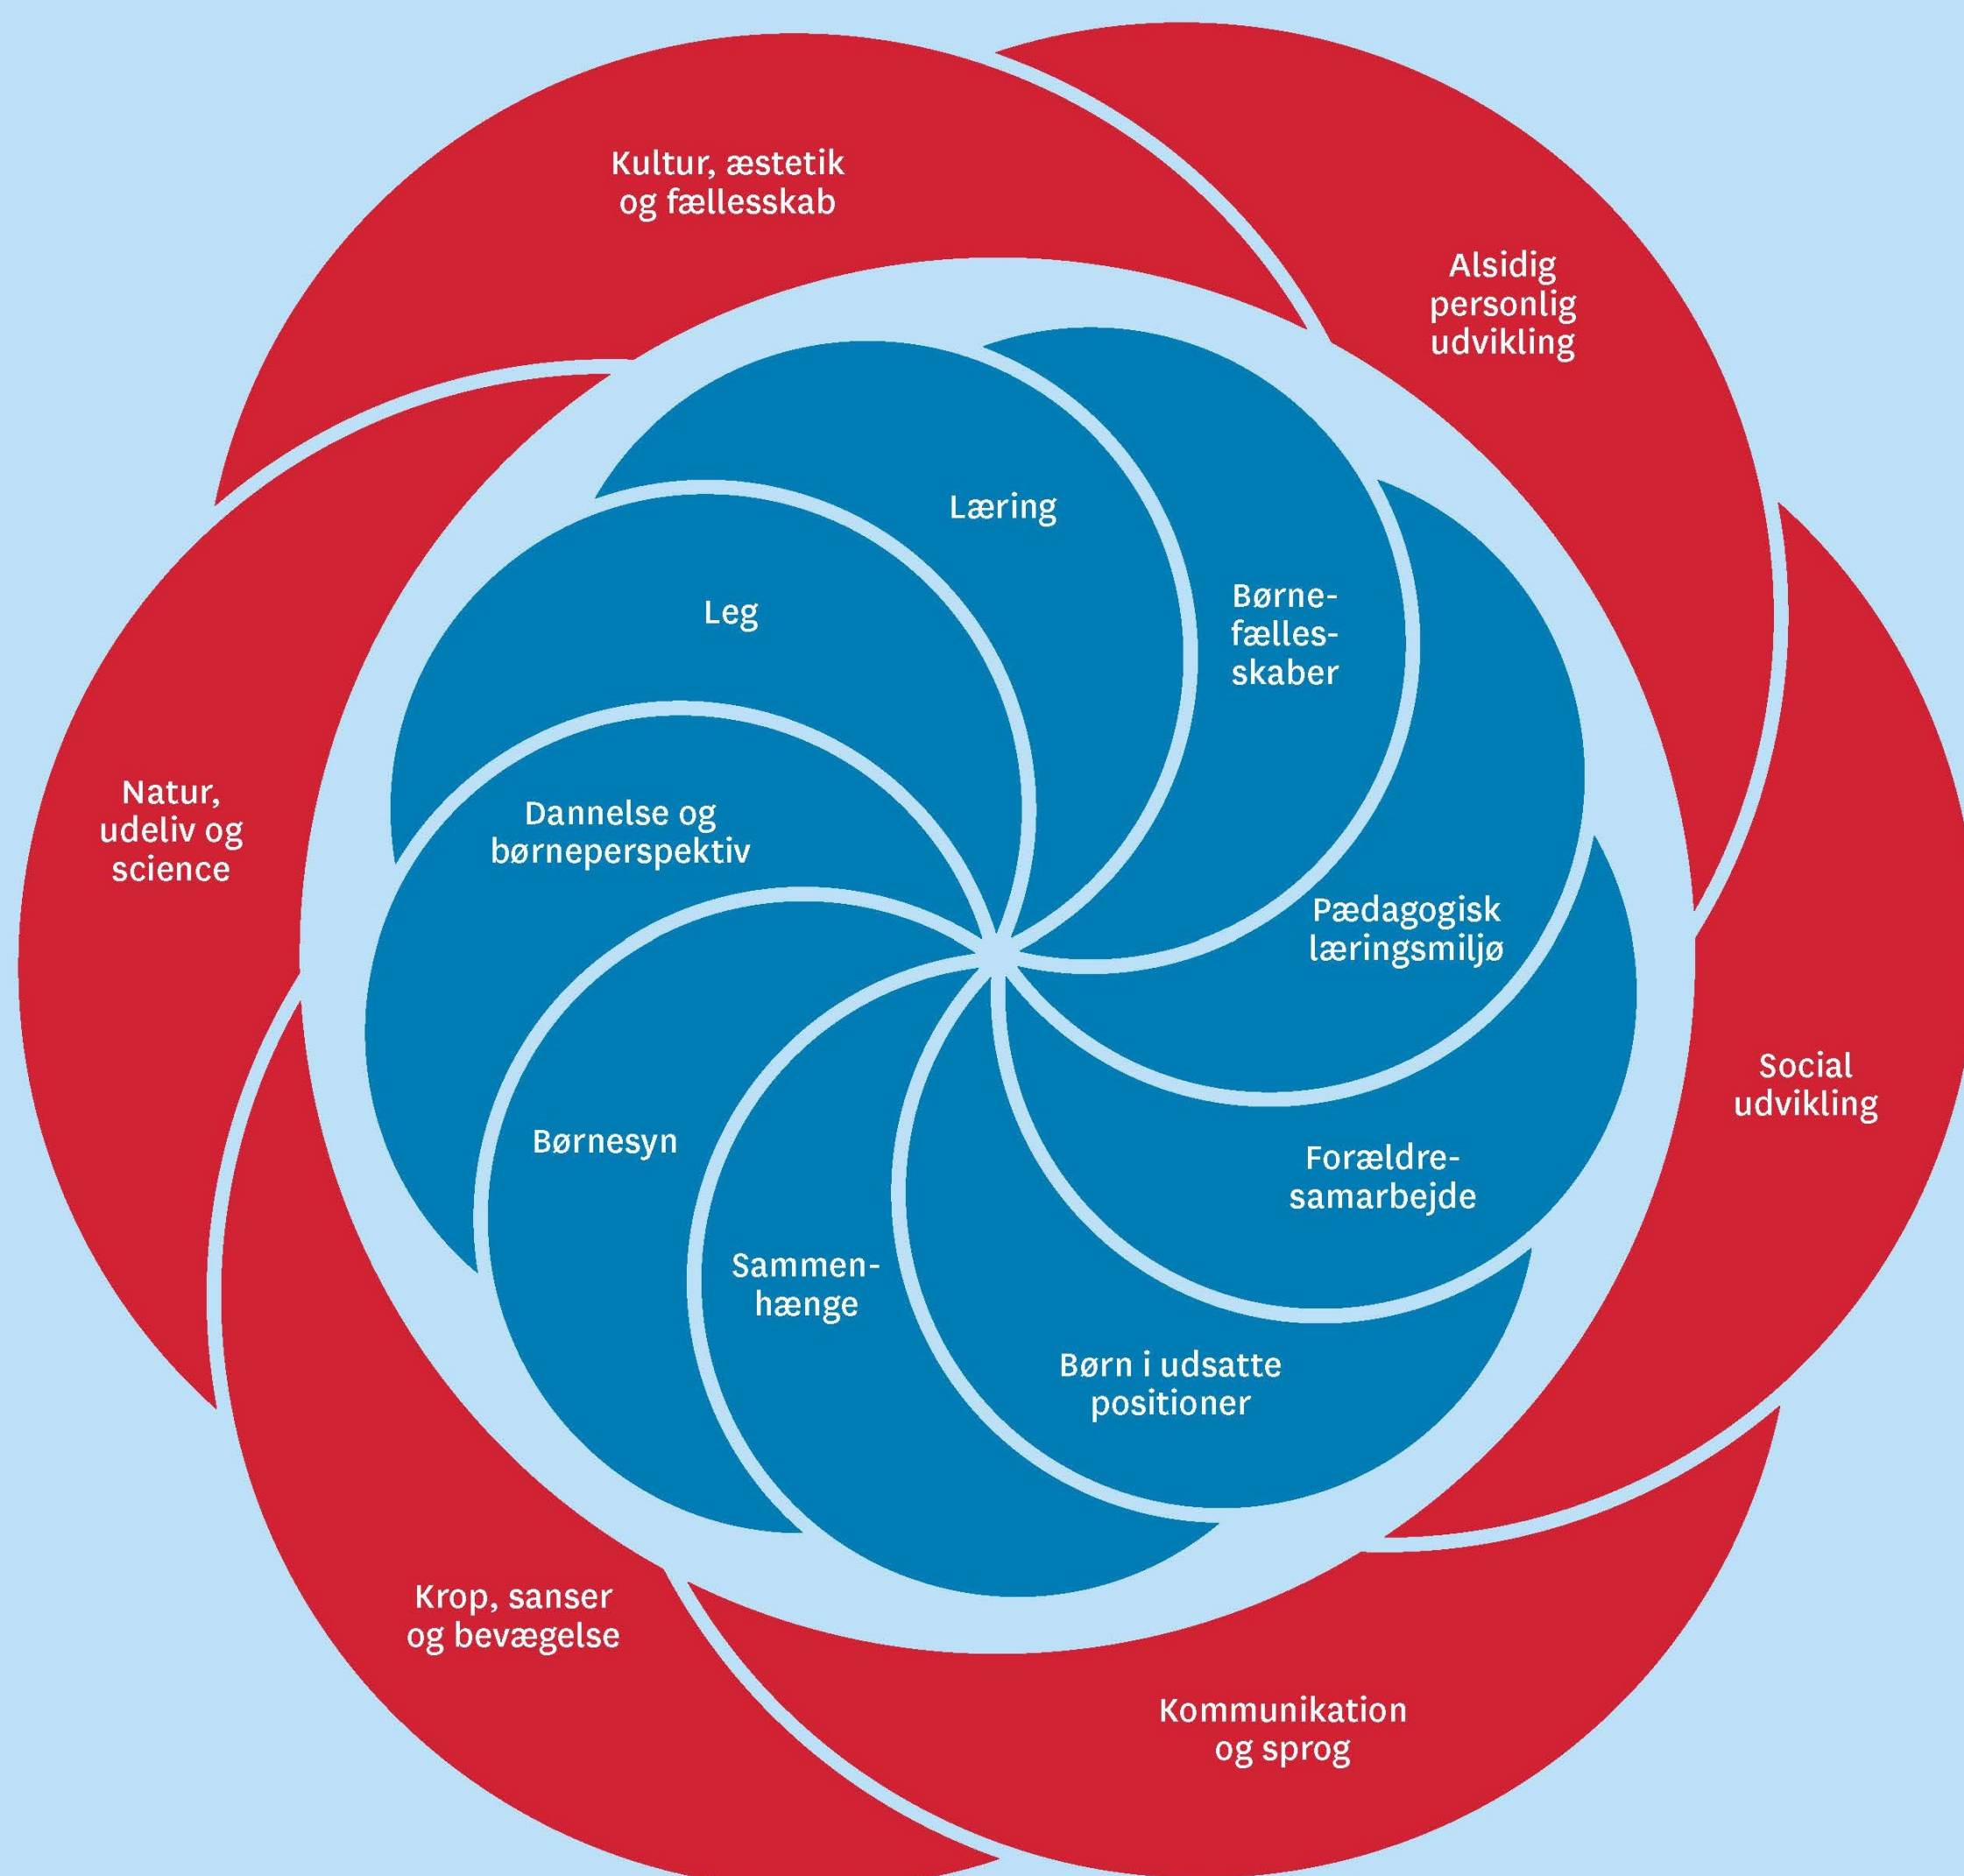 Kultur, æstetik
og fællesskab
Alsidig
personlig
udvikling
Social
udvikling
Kommunikation
og sprog
Krop, sanser
og bevægelse
Natur,
udeliv og
science
Læring
Børne-
fælles-
skaber
Pædagogisk
læringsmiljø
Forældre-
samarbejde
Børn i udsatte
positioner
Sammen-
hænge
Børnesyn
Dannelse og
børneperspektiv
Leg